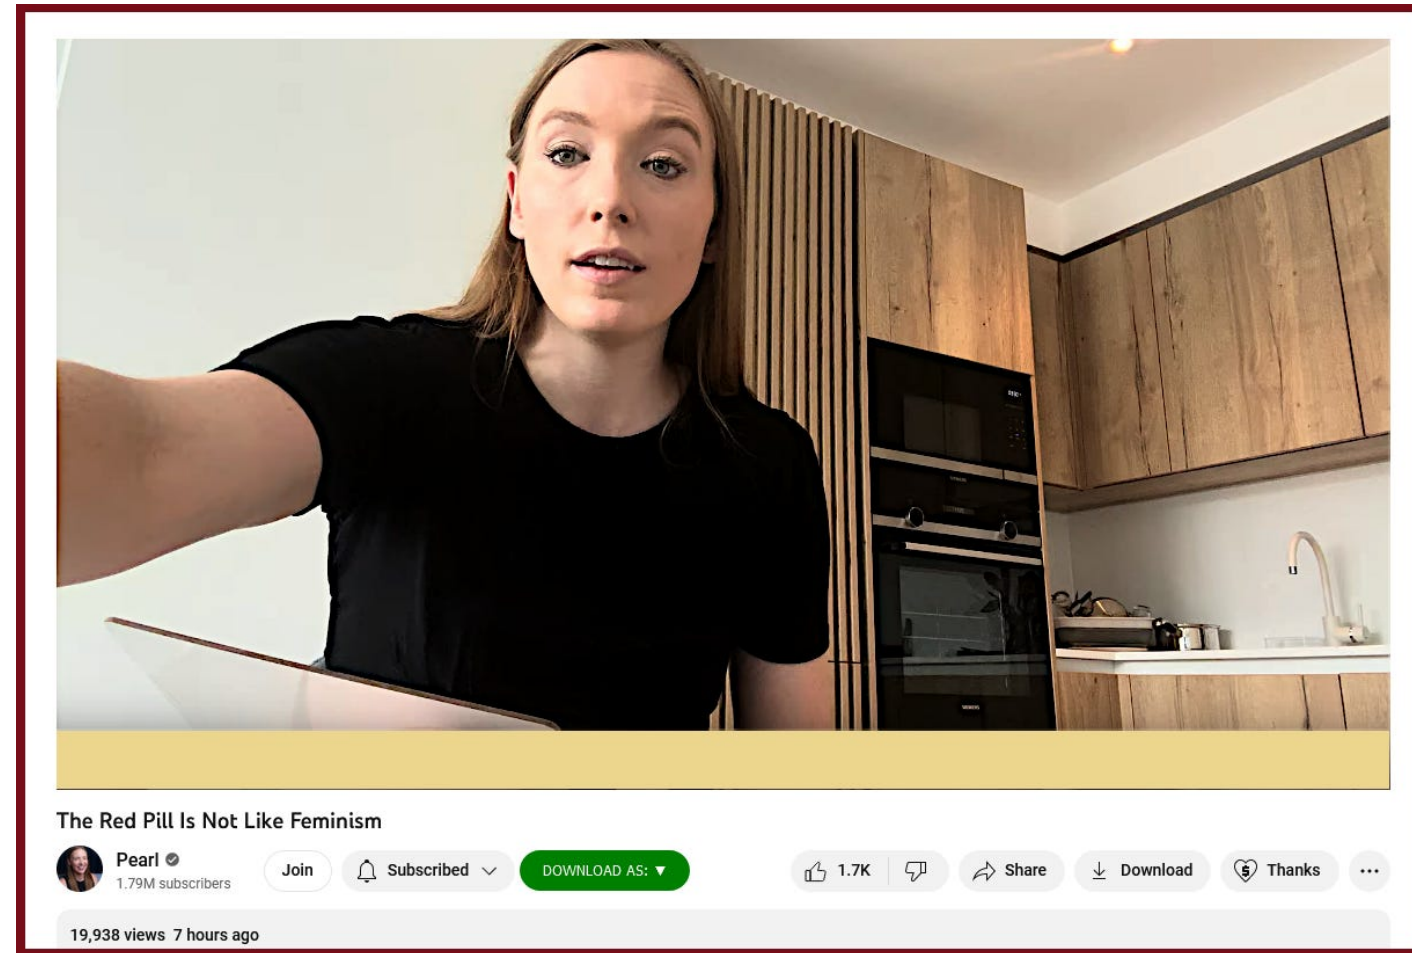 SIEMENS
The Red Pill Is Not Like Feminism
Pearl
1.79M subscribers
Join
Subscribed
DOWNLOAD AS: ▼
1.7K
Share
Download
Thanks
19,938 views 7 hours ago